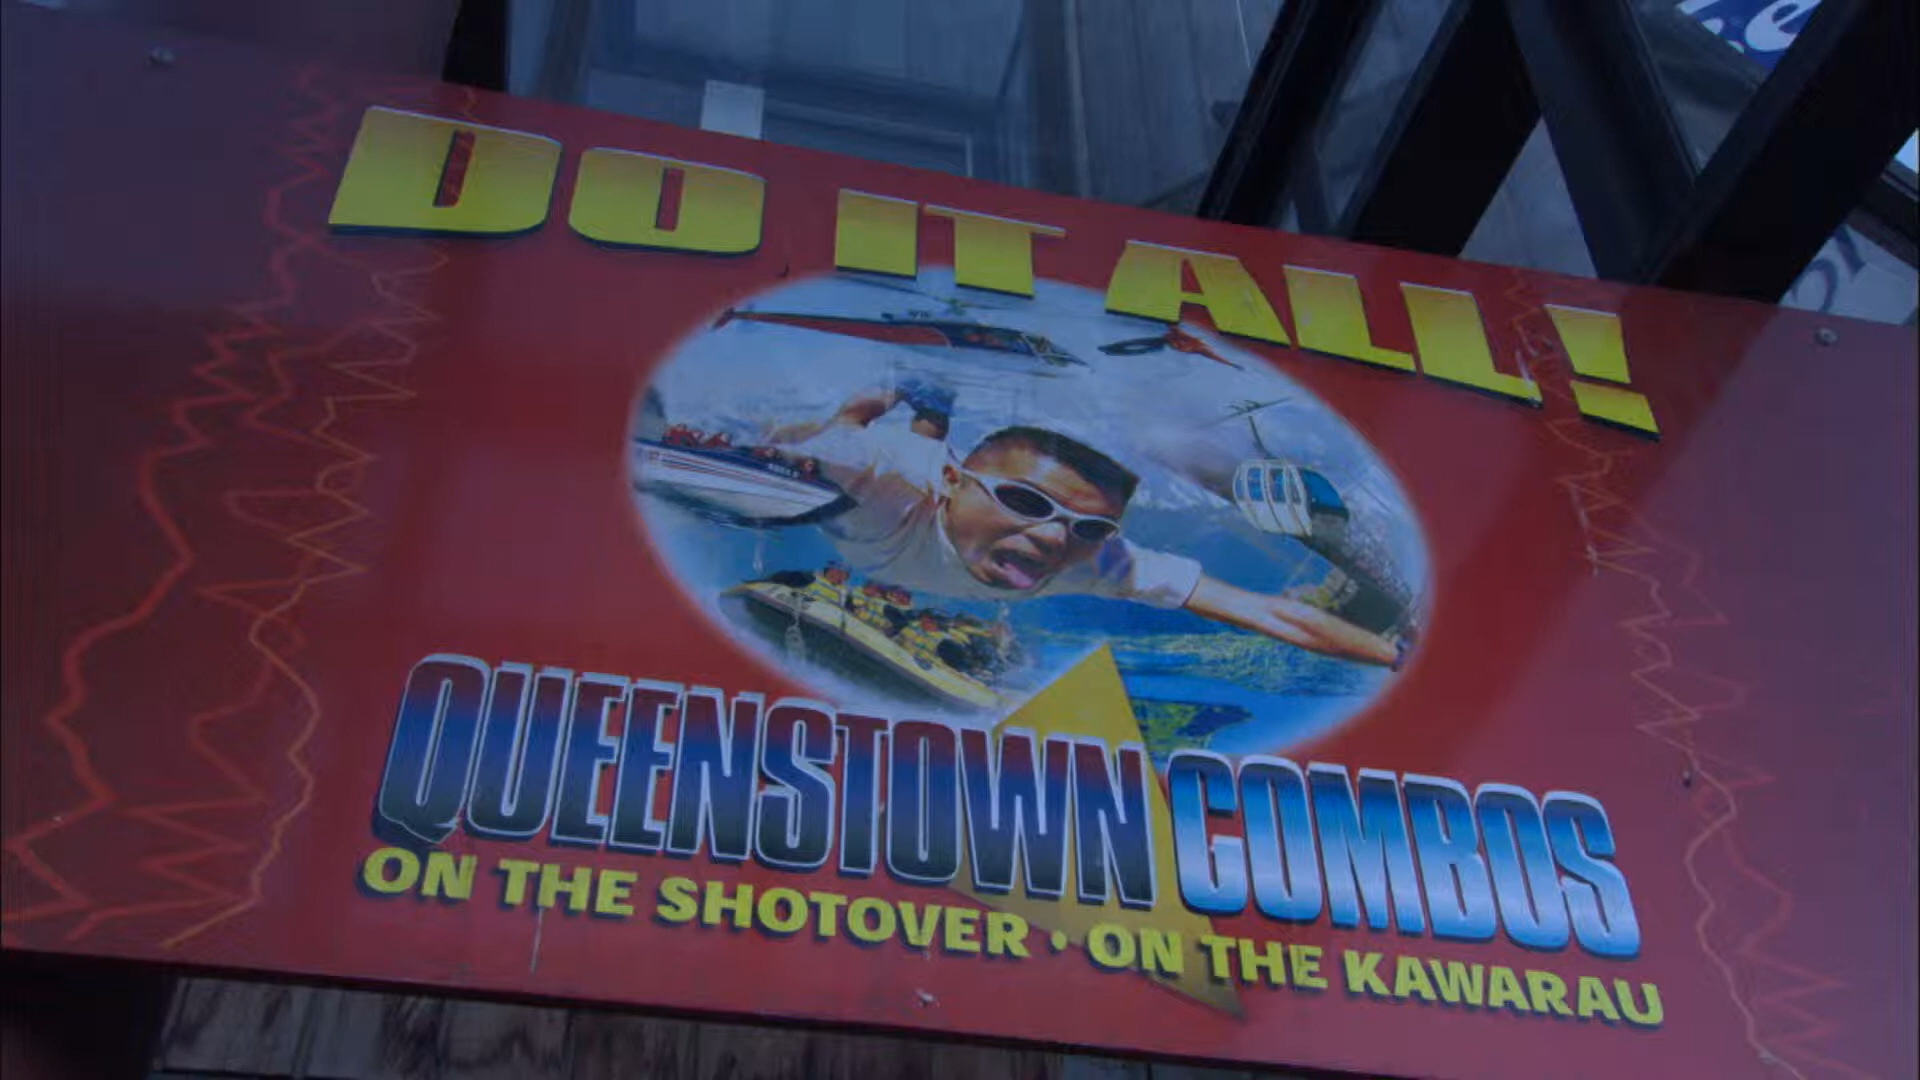 DO IT ALL!
QUEENSTOWN COMBOS
ON THE SHOTOVER • ON THE KAWARAU